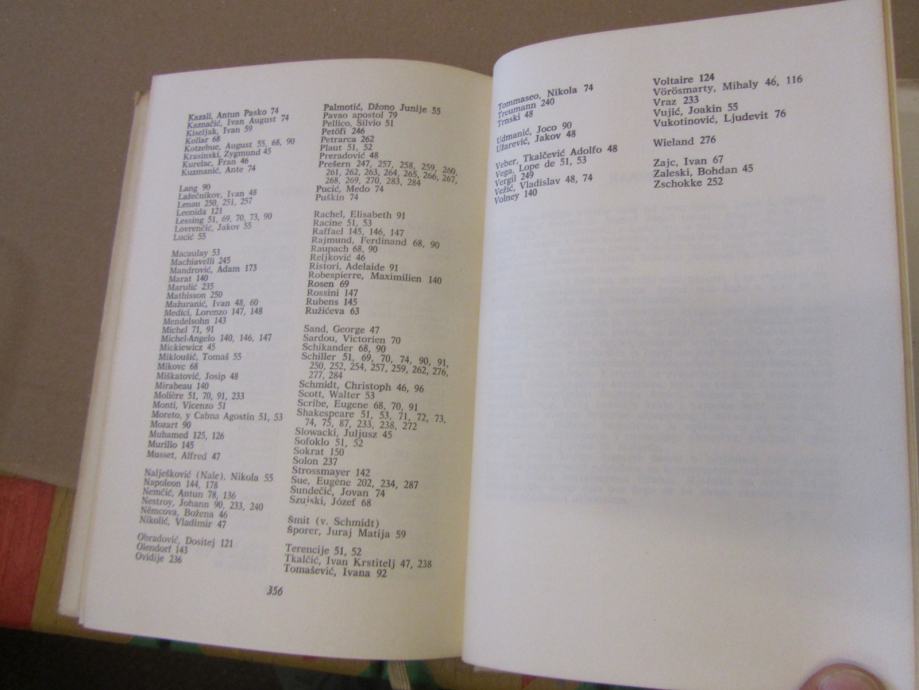 Kazali, Antun Pasko 74
Kaznačić, Ivan August 74
Kiseljak, Ivan 59
Kollar 68
Kotzebue, August 55, 68, 90
Krasinski, Zygmund 45
Kurelac, Fran 46
Kuzmanić, Ante 74
Lang 90
Lažečnikov, Ivan 48
Lenau 250, 251, 257
Leonida 121
Lessing 51, 69, 70, 73, 90
Lovrenčić, Jakov 55
Lucić 55
Macaulay 53
Machiavelli 245
Mandrović, Adam 173
Marat 140
Marulić 235
Mathisson 250
Mažuranić, Ivan 48, 60
Medici, Lorenzo 147, 148
Mendelsohn 143
Michel 71, 91
Michel-Angelo 140, 146, 147
Mickiewicz 45
Mikloušić, Tomaš 55
Mikovc 68
Miškatović, Josip 48
Mirabeau 140
Molière 51, 70, 91, 233
Monti, Vicenzo 51
Moreto, y Cabna Agostin 51, 53
Mozart 90
Muhamed 125, 126
Murillo 145
Musset, Alfred 47
Nalješković (Nale), Nikola 55
Napoleon 144, 178
Nemčić, Antun 78, 136
Nestroy, Johann 90, 233, 240
Němcova, Božena 46
Nikolić, Vladimir 47
Obradović, Dositej 121
Olendorf 143
Ovidije 236
Palmotić, Džono Junije 55
Pavao apostol 79
Pellico, Silvio 51
Petöfi 246
Petrarca 262
Plaut 51, 52
Preradović 48
Prešern 247, 257, 258, 259, 260,
261, 262, 263, 264, 265, 266, 267,
268, 269, 270, 283, 284
Pucić, Medo 74
Puškin 74
Rachel, Elisabeth 91
Racine 51, 53
Raffael 145, 146, 147
Rajmund, Ferdinand 68, 90
Raupach 68, 90
Reljković 46
Ristori, Adelaide 91
Robespierre, Maximilien 140
Rosen 69
Rossini 147
Rubens 145
Ružićeva 63
Sand, George 47
Sardou, Victorien 70
Schikander 68, 90
Schiller 51, 69, 70, 74, 90, 91,
250, 252, 254, 257, 259, 262, 276,
277, 284
Schmidt, Christoph 46, 96
Scott, Walter 53
Scribe, Eugene 68, 70, 91
Shakespeare 51, 53, 71, 72, 73,
74, 75, 87, 233, 238, 272
Slowacki, Juljusz 45
Sofoklo 51, 52
Sokrat 150
Solon 237
Strossmayer 142
Sue, Eugène 202, 234, 287
Sundečić, Jovan 74
Szujski, Józef 68
Šmit (v. Schmidt)
Šporer, Juraj Matija 59
Terencije 51, 52
Tkalčić, Ivan Krstitelj 47, 238
Tomašević, Ivana 92
356
Tommaseo, Nikola 74
Treumann 240
Trnski 48
Udmanić, Joco 90
Užarević, Jakov 48
Veber, Tkalčević Adolfo 48
Vega, Lope de 51, 53
Vergil 249
Vežić, Vladislav 48, 74
Volney 140
Voltaire 124
Vörösmarty, Mihaly 46, 116
Vraz 233
Vujić, Joakin 55
Vukotinović, Ljudevit 76
Wieland 276
Zajc, Ivan 67
Zaleski, Bohdan 45
Zschokke 252